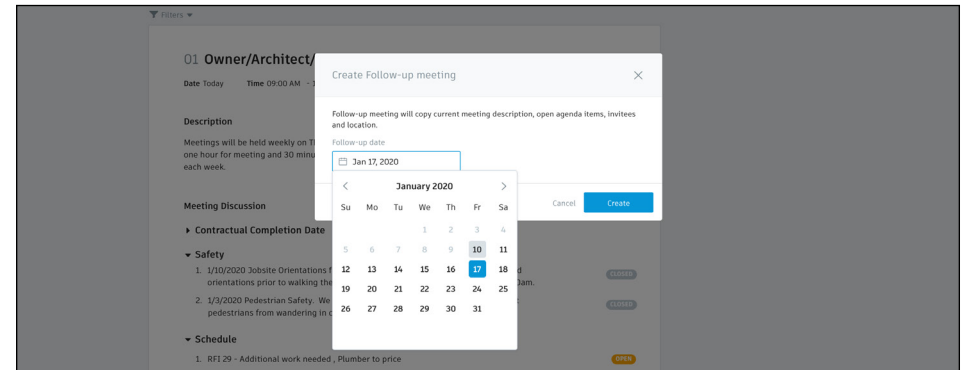 Filters
01 Owner/Architect/
Date Today Time 09:00 AM - 1
Description
Meetings will be held weekly on T
one hour for meeting and 30 minu
each week.
Meeting Discussion
Contractual Completion Date
Safety
1. 1/10/2020 Jobsite Orientations f
orientations prior to walking the
Jam.
CLOSED
2. 1/3/2020 Pedestrian Safety. We
pedestrians from wandering in c
CLOSED
Schedule
1. RFI 29 - Additional work needed , Plumber to price
OPEN
Create Follow-up meeting
Follow-up meeting will copy current meeting description, open agenda items, invitees
and location.
Follow-up date
Jan 17, 2020
January 2020
Su Mo Tu We Th Fr Sa
1 2 3 4
5 6 7 8 9 10 11
12 13 14 15 16 17 18
19 20 21 22 23 24 25
26 27 28 29 30 31
Cancel Create